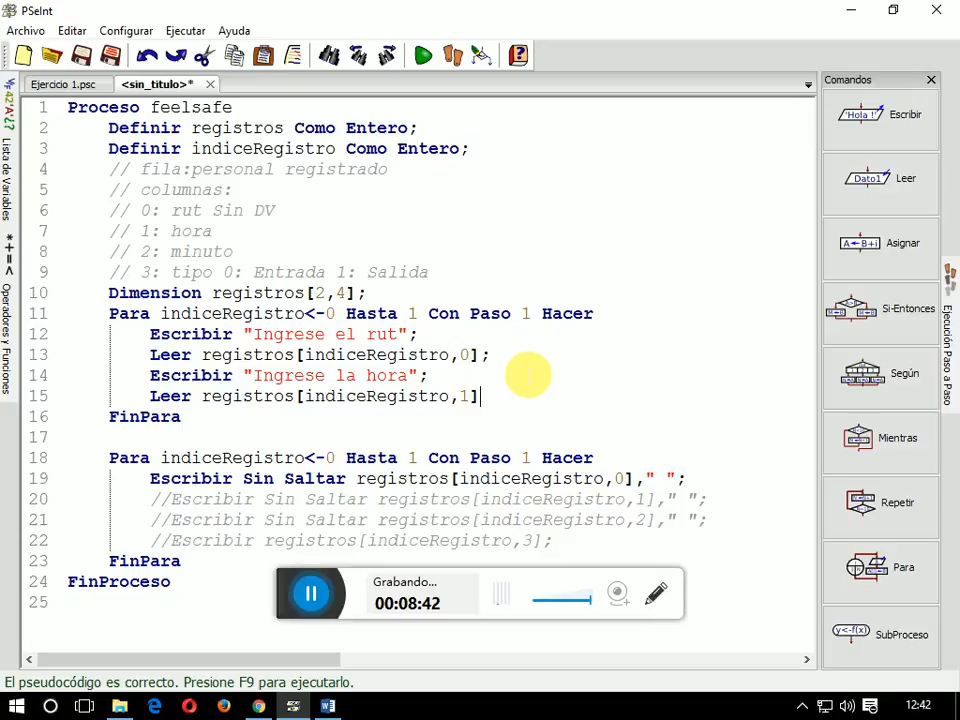 PSeInt
Archivo Editar Configurar Ejecutar Ayuda
Ejercicio 1.psc <sin_titulo>*
Lista de Variables
Operadores y Funciones
1 Proceso feelsafe
2 Definir registros Como Entero;
3 Definir indiceRegistro Como Entero;
4 // fila:personal registrado
5 // columnas:
6 // 0: rut Sin DV
7 // 1: hora
8 // 2: minuto
9 // 3: tipo 0: Entrada 1: Salida
10 Dimension registros[2,4];
11 Para indiceRegistro<-0 Hasta 1 Con Paso 1 Hacer
12 Escribir "Ingrese el rut";
13 Leer registros[indiceRegistro,0];
14 Escribir "Ingrese la hora";
15 Leer registros[indiceRegistro,1]
16 FinPara
17
18 Para indiceRegistro<-0 Hasta 1 Con Paso 1 Hacer
19 Escribir Sin Saltar registros[indiceRegistro,0]," ";
20 //Escribir Sin Saltar registros[indiceRegistro,1]," ";
21 //Escribir Sin Saltar registros[indiceRegistro,2]," ";
22 //Escribir registros[indiceRegistro,3];
23 FinPara
24 FinProceso
25
Grabando...
00:08:42
Comandos
'Hola !' Escribir
Dato1 Leer
A←B+i Asignar
Si-Entonces
Según
Mientras
Repetir
Para
y<-f(x) SubProceso
Ejecución Paso a Paso
El pseudocódigo es correcto. Presione F9 para ejecutarlo.
12:42